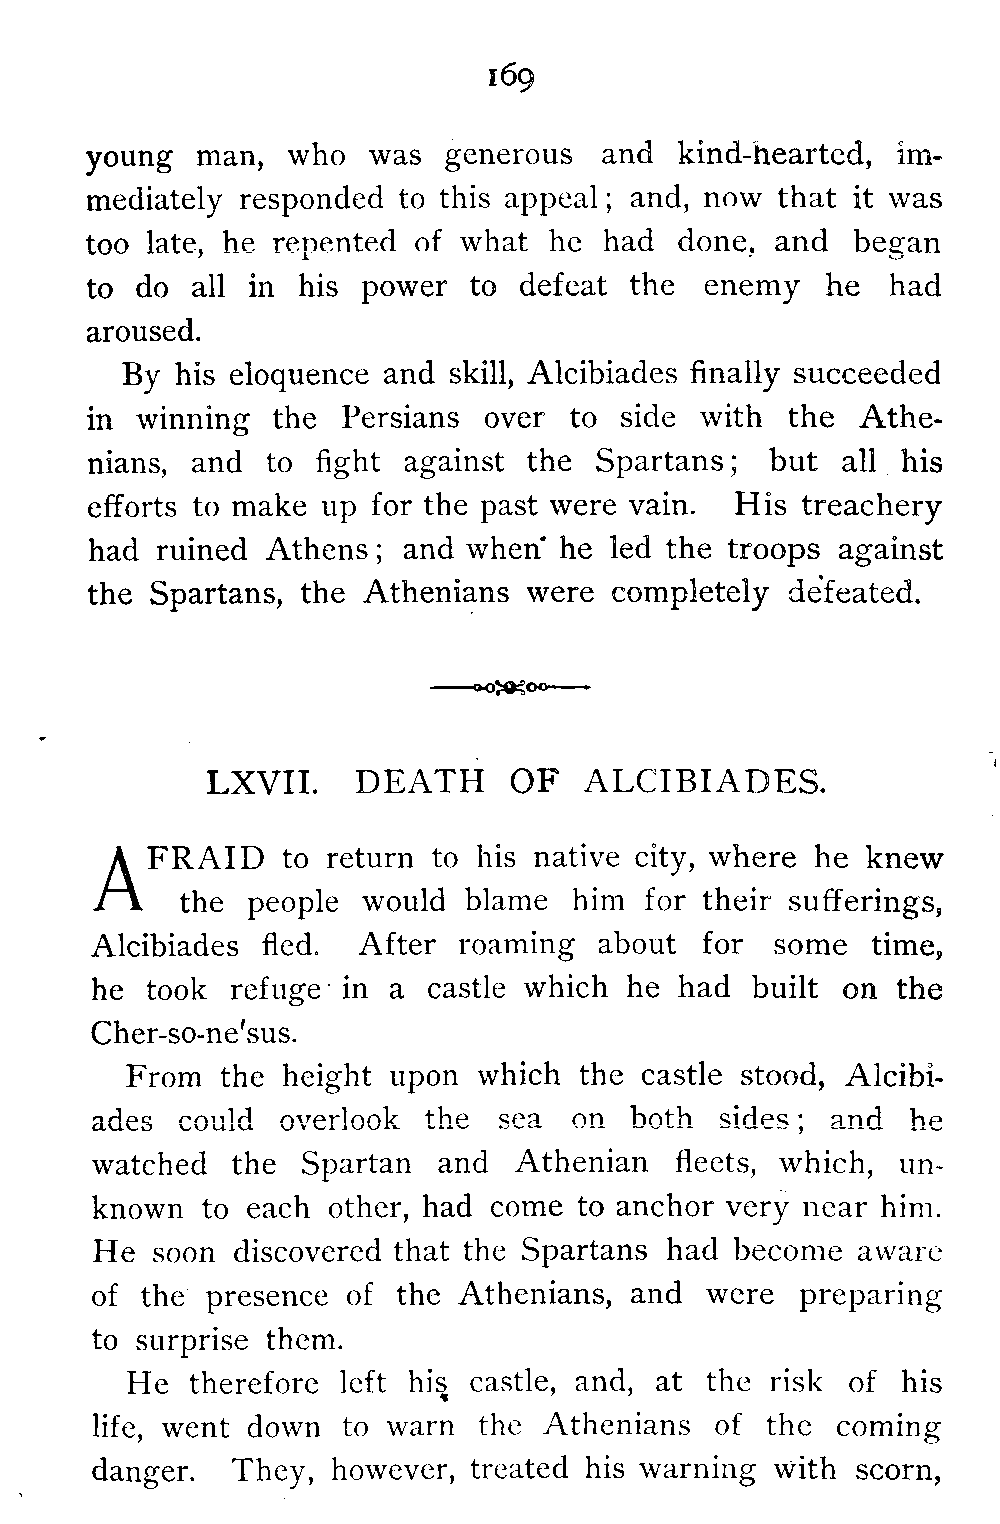 169
young man, who was generous and kind-hearted, im-
mediately responded to this appeal; and, now that it was
too late, he repented of what he had done, and began
to do all in his power to defeat the enemy he had
aroused.
By his eloquence and skill, Alcibiades finally succeeded
in winning the Persians over to side with the Athe-
nians, and to fight against the Spartans; but all his
efforts to make up for the past were vain. His treachery
had ruined Athens; and when he led the troops against
the Spartans, the Athenians were completely defeated.
LXVII. DEATH OF ALCIBIADES.
AFRAID to return to his native city, where he knew
the people would blame him for their sufferings,
Alcibiades fled. After roaming about for some time,
he took refuge in a castle which he had built on the
Cher-so-ne'sus.
From the height upon which the castle stood, Alcibi-
ades could overlook the sea on both sides; and he
watched the Spartan and Athenian fleets, which, un-
known to each other, had come to anchor very near him.
He soon discovered that the Spartans had become aware
of the presence of the Athenians, and were preparing
to surprise them.
He therefore left his castle, and, at the risk of his
life, went down to warn the Athenians of the coming
danger. They, however, treated his warning with scorn,